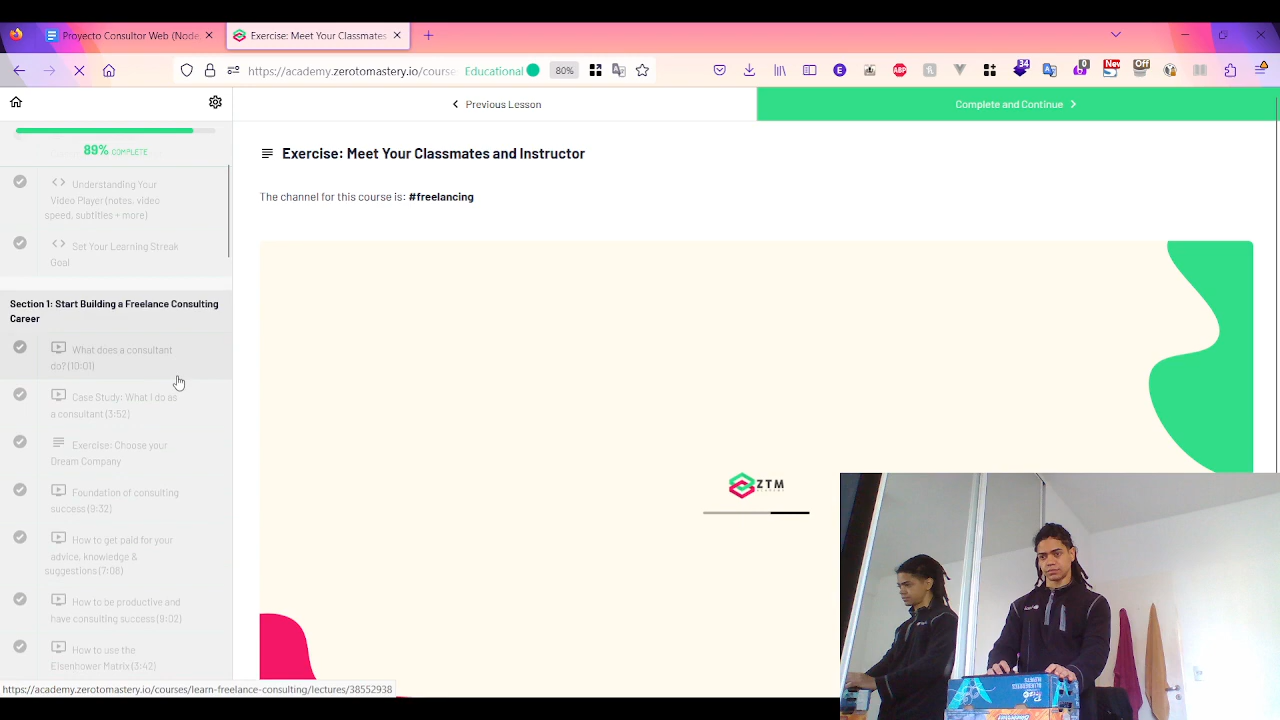 Proyecto Consultor Web (Node
Exercise: Meet Your Classmates
https://academy.zerotomastery.io/course
Educational
80%
34
0
New
Off
Previous Lesson
Complete and Continue
89% COMPLETE
Exercise: Meet Your Classmates and Instructor
The channel for this course is: #freelancing
Understanding Your
Video Player (notes, video
speed, subtitles + more)
Set Your Learning Streak
Goal
Section 1: Start Building a Freelance Consulting
Career
What does a consultant
do? (10:01)
Case Study: What I do as
a consultant (3:52)
Exercise: Choose your
Dream Company
Foundation of consulting
success (9:32)
How to get paid for your
advice, knowledge &
suggestions (7:08)
How to be productive and
have consulting success (9:02)
How to use the
Eisenhower Matrix (3:42)
ZTM
https://academy.zerotomastery.io/courses/learn-freelance-consulting/lectures/38552938